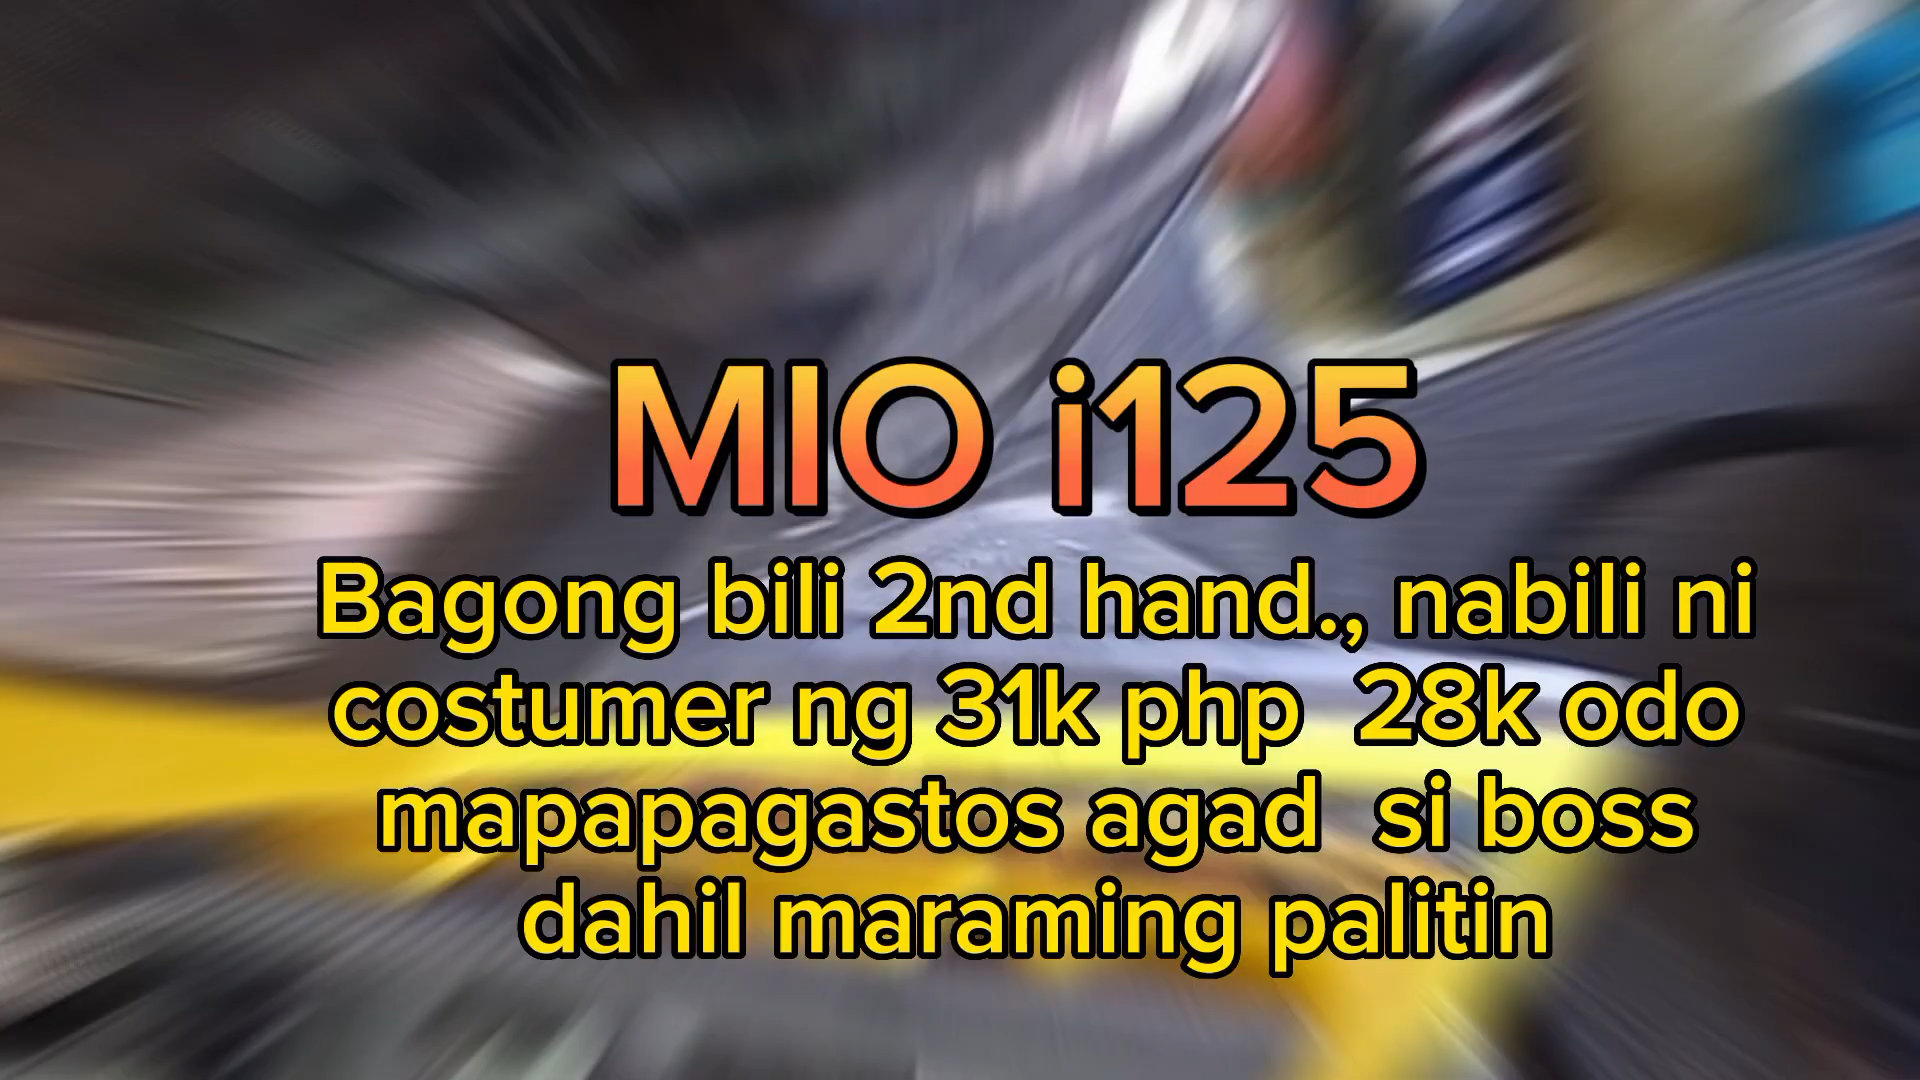 MIO i125
Bagong bili 2nd hand., nabili ni
costumer ng 31k php  28k odo
mapapagastos agad  si boss
dahil maraming palitin